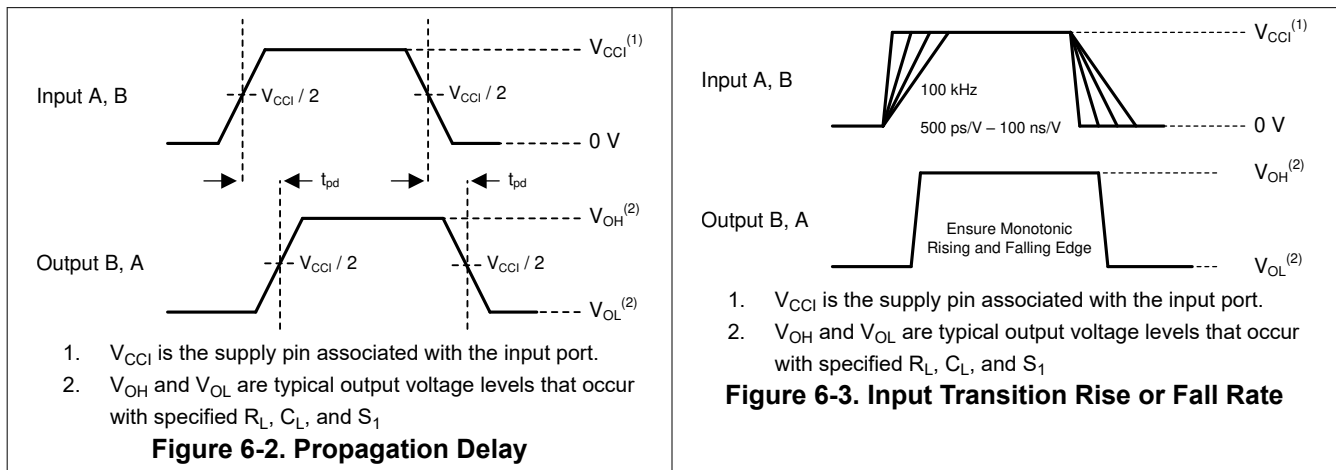 V_CCI(1)
Input A, B
V_CCI / 2
V_CCI / 2
0 V
t_pd
t_pd
V_OH(2)
Output B, A
V_CCI / 2
V_CCI / 2
V_OL(2)
1. V_CCI is the supply pin associated with the input port.
2. V_OH and V_OL are typical output voltage levels that occur
with specified R_L, C_L, and S_1
Figure 6-2. Propagation Delay
V_CCI(1)
Input A, B
100 kHz
500 ps/V – 100 ns/V
0 V
V_OH(2)
Output B, A
Ensure Monotonic
Rising and Falling Edge
V_OL(2)
1. V_CCI is the supply pin associated with the input port.
2. V_OH and V_OL are typical output voltage levels that occur
with specified R_L, C_L, and S_1
Figure 6-3. Input Transition Rise or Fall Rate